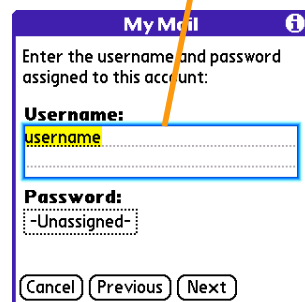 My Mail
Enter the username and password
assigned to this account:
Username:
username
Password:
-Unassigned-
Cancel Previous Next